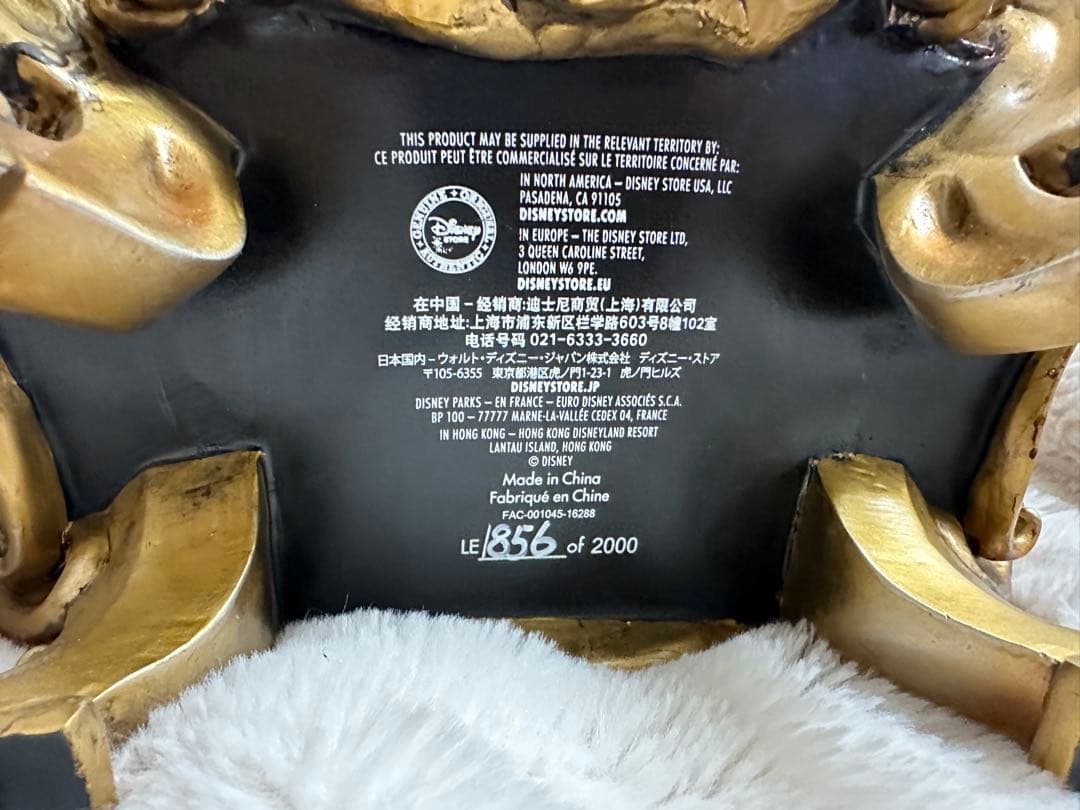 THIS PRODUCT MAY BE SUPPLIED IN THE RELEVANT TERRITORY BY:
CE PRODUIT PEUT ÊTRE COMMERCIALISÉ SUR LE TERRITOIRE CONCERNÉ PAR:
GENUINE ORIGINAL AUTHENTIC
Disney
STORE
IN NORTH AMERICA – DISNEY STORE USA, LLC
PASADENA, CA 91105
DISNEYSTORE.COM
IN EUROPE – THE DISNEY STORE LTD,
3 QUEEN CAROLINE STREET,
LONDON W6 9PE.
DISNEYSTORE.EU
在中国 – 经销商:迪士尼商贸(上海)有限公司
经销商地址:上海市浦东新区栏学路603号8幢102室
电话号码 021-6333-3660
日本国内 – ウォルト・ディズニー・ジャパン株式会社 ディズニー・ストア
〒105-6355 東京都港区虎ノ門1-23-1 虎ノ門ヒルズ
DISNEYSTORE.JP
DISNEY PARKS – EN FRANCE – EURO DISNEY ASSOCIÉS S.C.A.
BP 100 – 77777 MARNE-LA-VALLÉE CEDEX 04, FRANCE
IN HONG KONG – HONG KONG DISNEYLAND RESORT
LANTAU ISLAND, HONG KONG
© DISNEY
Made in China
Fabriqué en Chine
FAC-001045-16288
LE 1856 of 2000